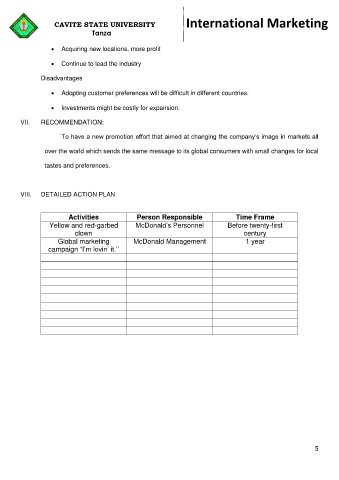 CAVITE STATE UNIVERSITY
Tanza
International Marketing
• Acquiring new locations, more profit
• Continue to lead the industry
Disadvantages
• Adopting customer preferences will be difficult in different countries.
• Investments might be costly for expansion.
VII. RECOMMENDATION:
To have a new promotion effort that aimed at changing the company's image in markets all
over the world which sends the same message to its global consumers with small changes for local
tastes and preferences.
VIII. DETAILED ACTION PLAN
Activities Person Responsible Time Frame
Yellow and red-garbed McDonald's Personnel Before twenty-first
clown century
Global marketing McDonald Management 1 year
campaign "I'm lovin' it."
5